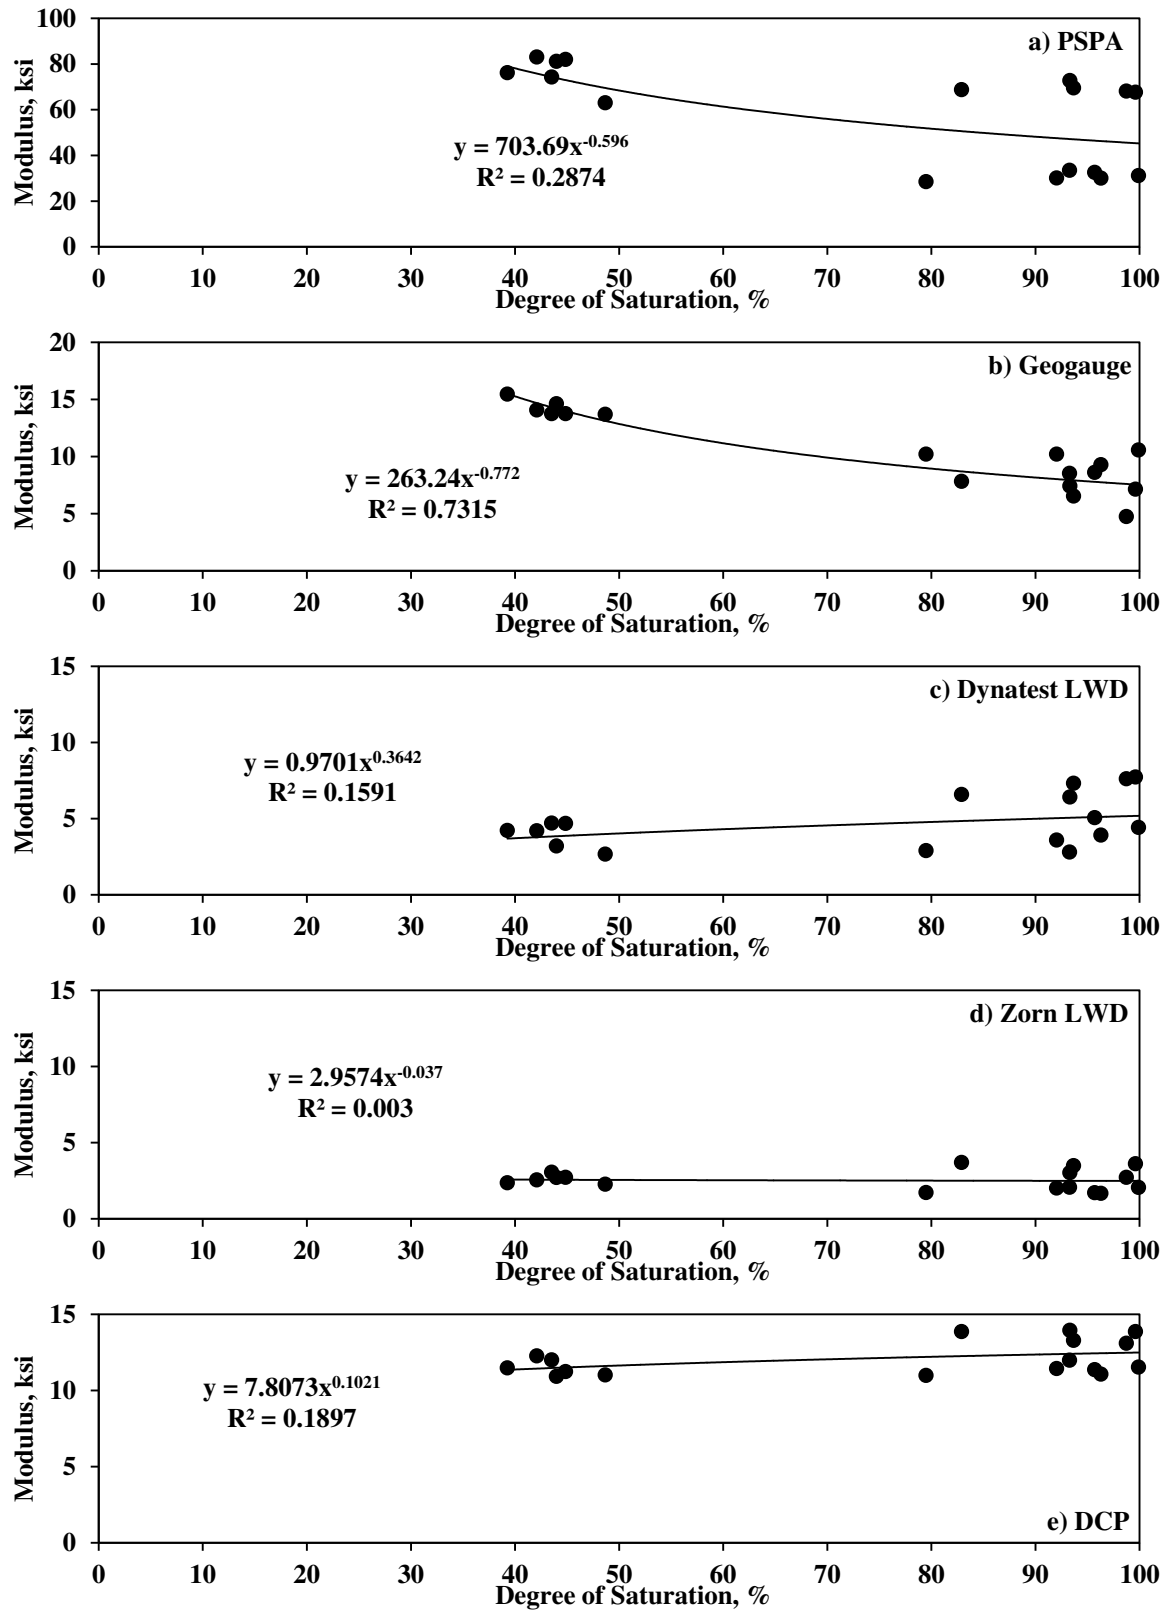 a) PSPA
Modulus, ksi
100
80
60
40
20
0
y = 703.69x^-0.596
R² = 0.2874
0 10 20 30 40 50 60 70 80 90 100
Degree of Saturation, %
b) Geogauge
Modulus, ksi
20
15
10
5
0
y = 263.24x^-0.772
R² = 0.7315
0 10 20 30 40 50 60 70 80 90 100
Degree of Saturation, %
c) Dynatest LWD
Modulus, ksi
15
10
5
0
y = 0.9701x^0.3642
R² = 0.1591
0 10 20 30 40 50 60 70 80 90 100
Degree of Saturation, %
d) Zorn LWD
Modulus, ksi
15
10
5
0
y = 2.9574x^-0.037
R² = 0.003
0 10 20 30 40 50 60 70 80 90 100
Degree of Saturation, %
Modulus, ksi
15
10
5
0
y = 7.8073x^0.1021
R² = 0.1897
e) DCP
0 10 20 30 40 50 60 70 80 90 100
Degree of Saturation, %